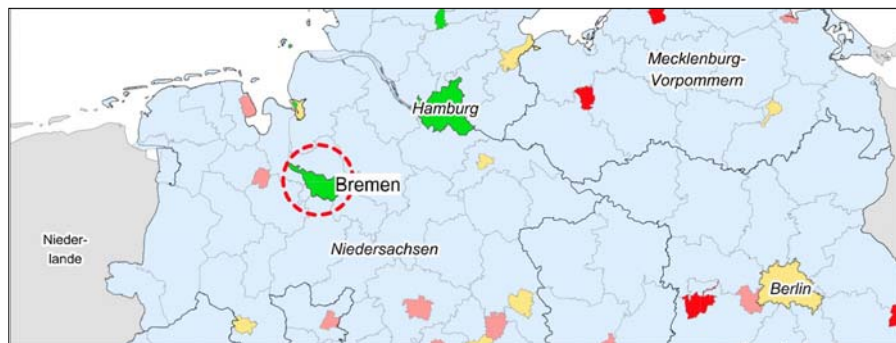 Mecklenburg-
Vorpommern
Hamburg
Bremen
Nieder-
lande
Niedersachsen
Berlin